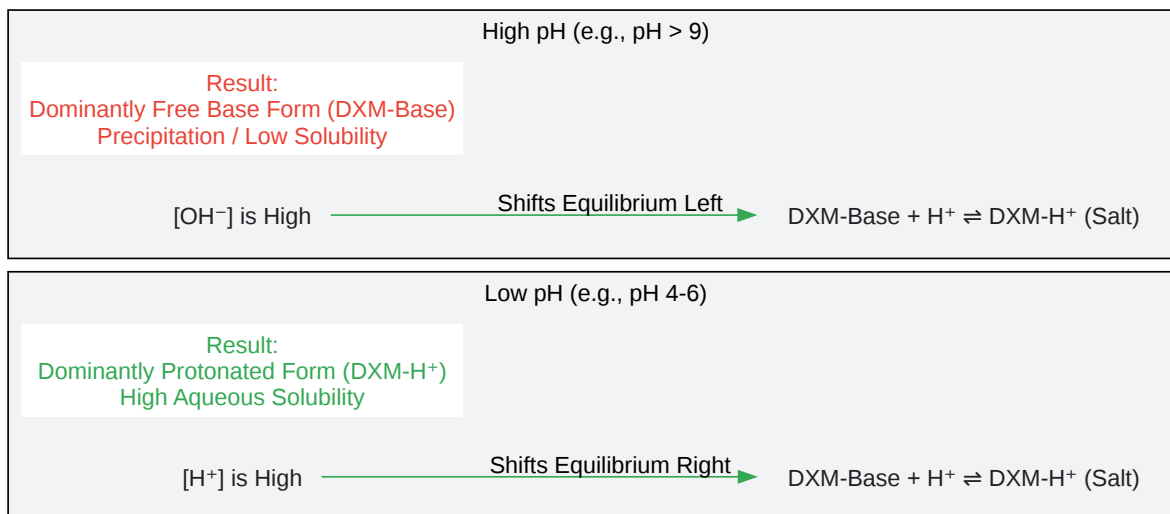 High pH (e.g., pH > 9)
Result:
Dominantly Free Base Form (DXM-Base)
Precipitation / Low Solubility
[OH⁻] is High
Shifts Equilibrium Left
DXM-Base + H⁺ ⇌ DXM-H⁺ (Salt)
Low pH (e.g., pH 4-6)
Result:
Dominantly Protonated Form (DXM-H⁺)
High Aqueous Solubility
[H⁺] is High
Shifts Equilibrium Right
DXM-Base + H⁺ ⇌ DXM-H⁺ (Salt)